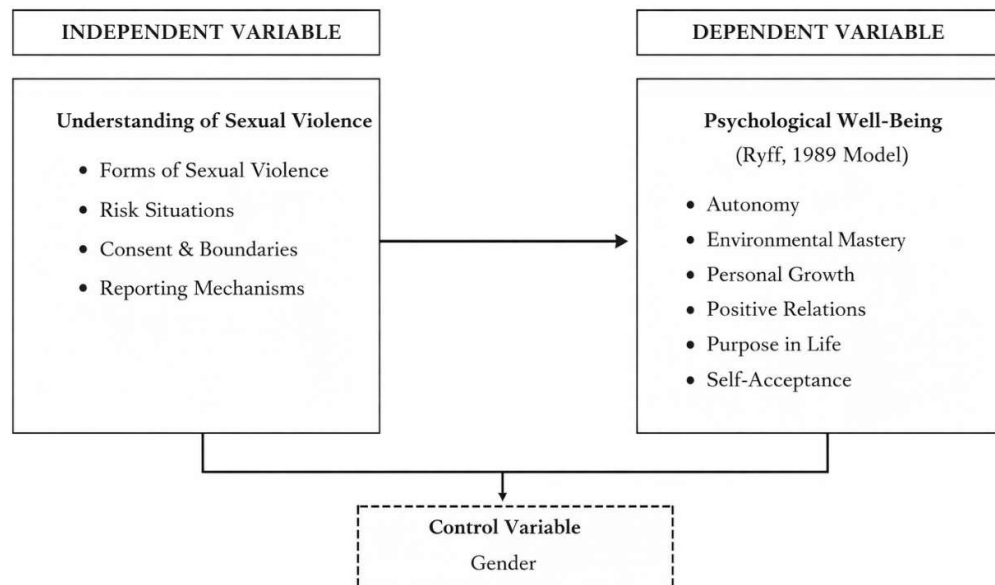 INDEPENDENT VARIABLE
DEPENDENT VARIABLE
Understanding of Sexual Violence
• Forms of Sexual Violence
• Risk Situations
• Consent & Boundaries
• Reporting Mechanisms
Psychological Well-Being
(Ryff, 1989 Model)
• Autonomy
• Environmental Mastery
• Personal Growth
• Positive Relations
• Purpose in Life
• Self-Acceptance
Control Variable
Gender